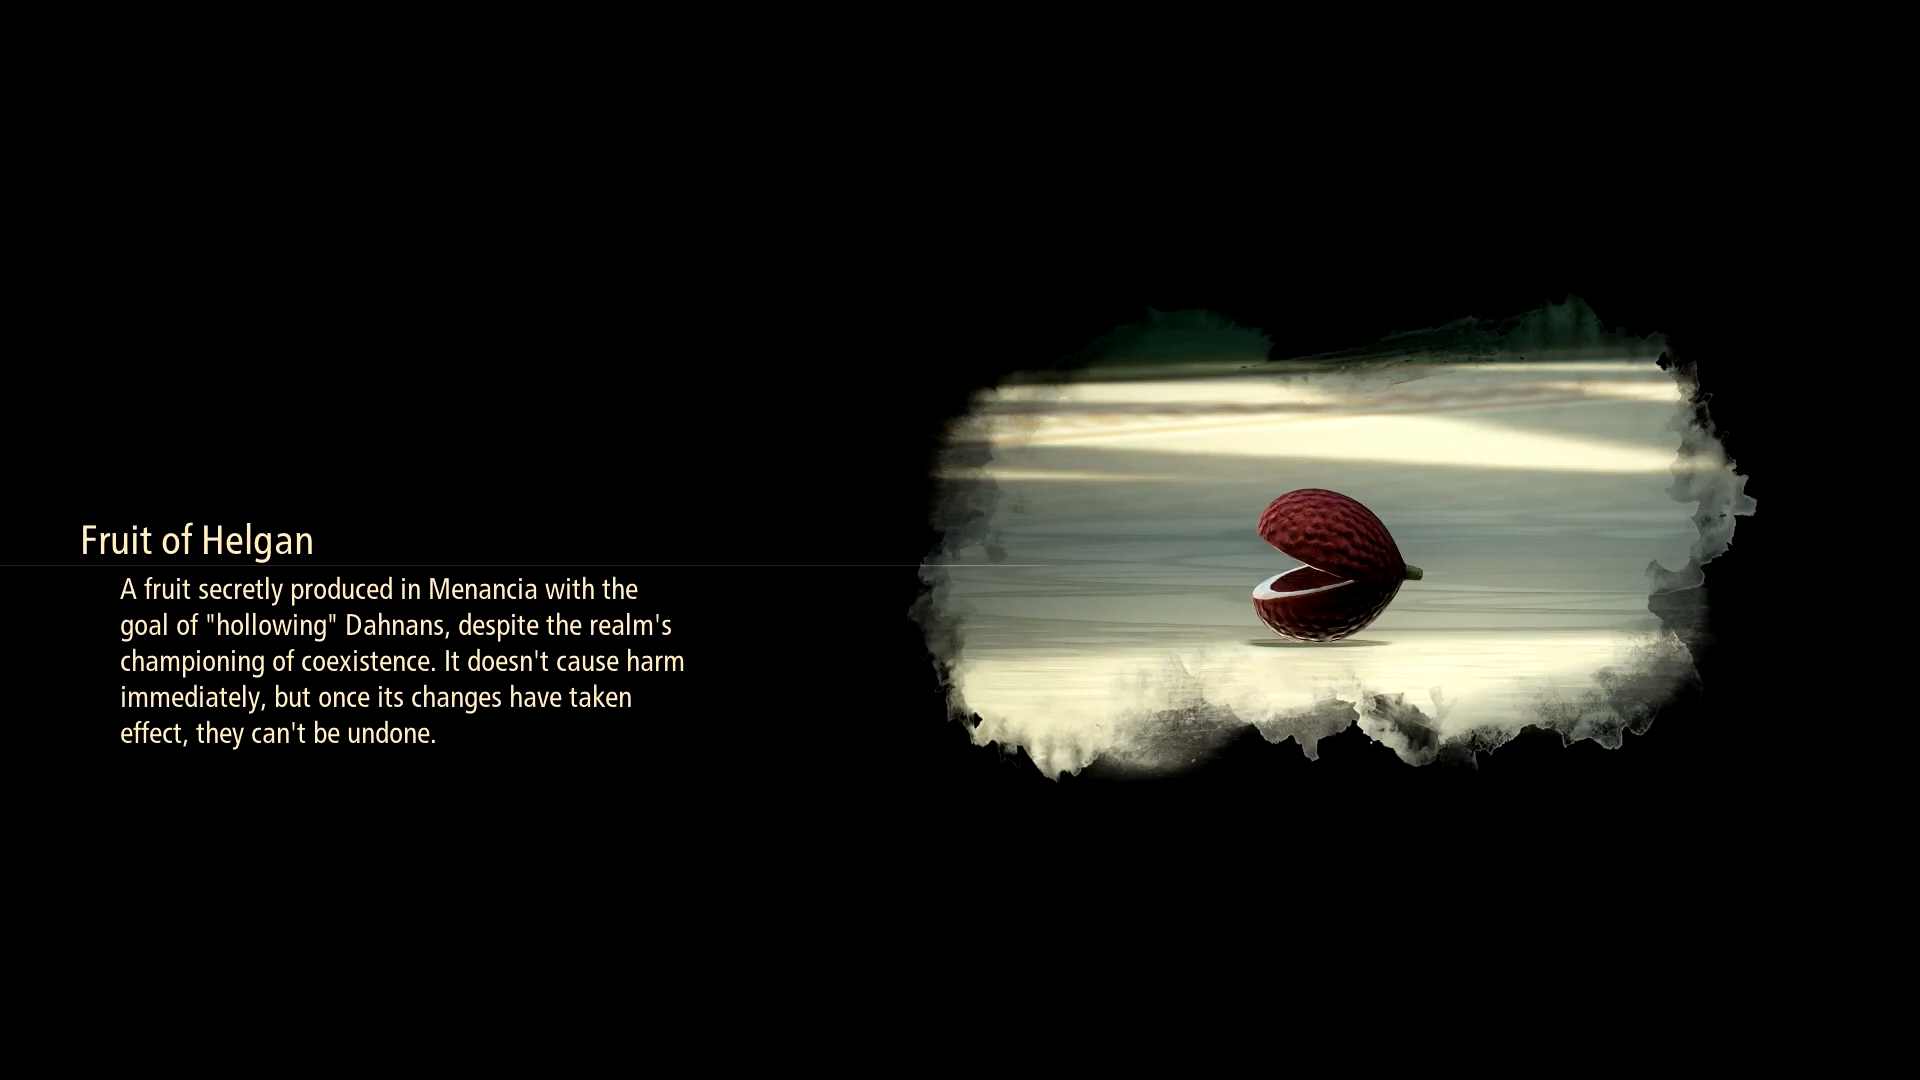 Fruit of Helgan
A fruit secretly produced in Menancia with the
goal of "hollowing" Dahnans, despite the realm's
championing of coexistence. It doesn't cause harm
immediately, but once its changes have taken
effect, they can't be undone.